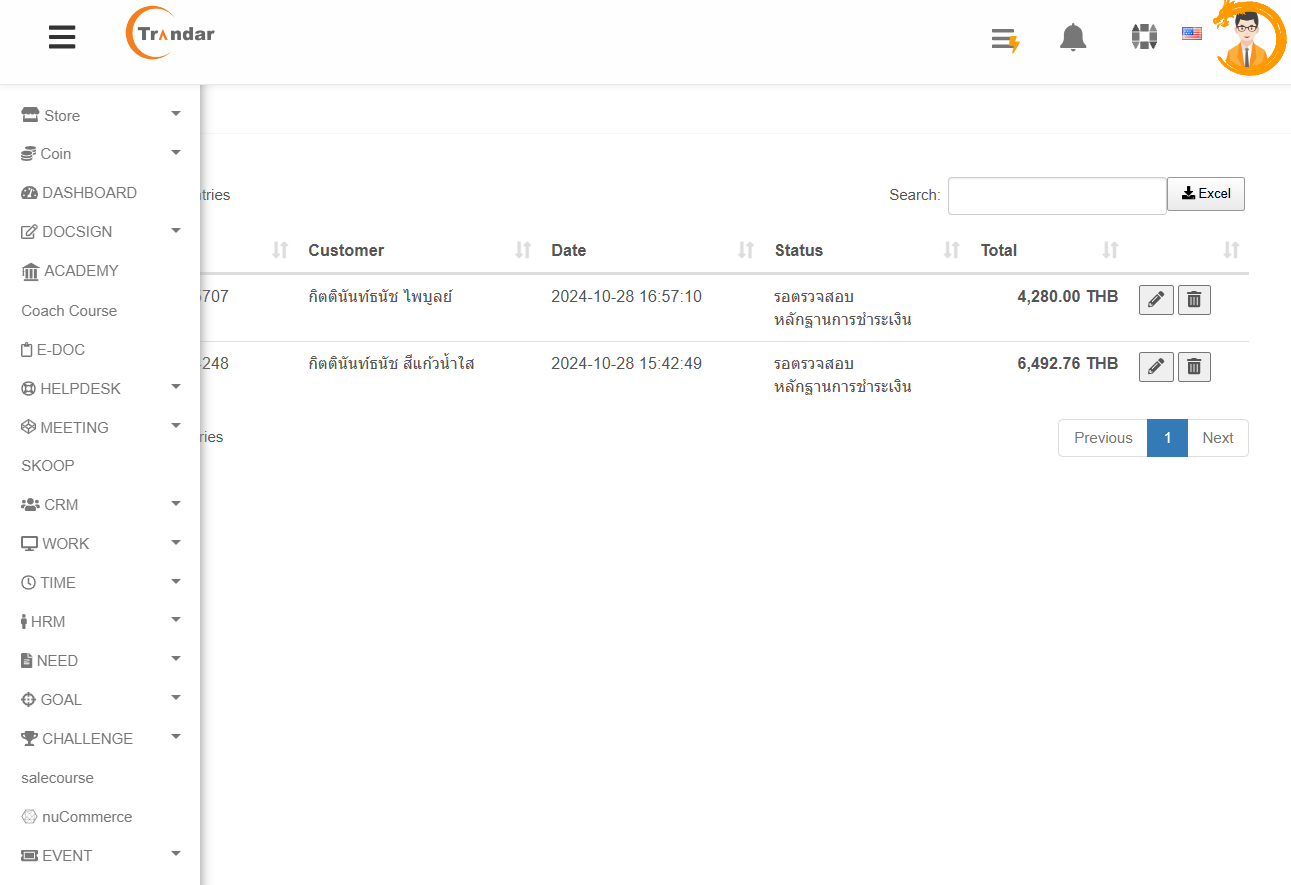 Trandar
Store
Coin
DASHBOARD
DOCSIGN
ACADEMY
Coach Course
E-DOC
HELPDESK
MEETING
SKOOP
CRM
WORK
TIME
HRM
NEED
GOAL
CHALLENGE
salecourse
nuCommerce
EVENT
Search:
Excel
Customer Date Status Total
กิตตินันท์ธนัช ไพบูลย์ 2024-10-28 16:57:10 รอตรวจสอบ 4,280.00 THB
หลักฐานการชำระเงิน
248 กิตตินันท์ธนัช สีแก้วน้ำใส 2024-10-28 15:42:49 รอตรวจสอบ 6,492.76 THB
หลักฐานการชำระเงิน
Previous 1 Next